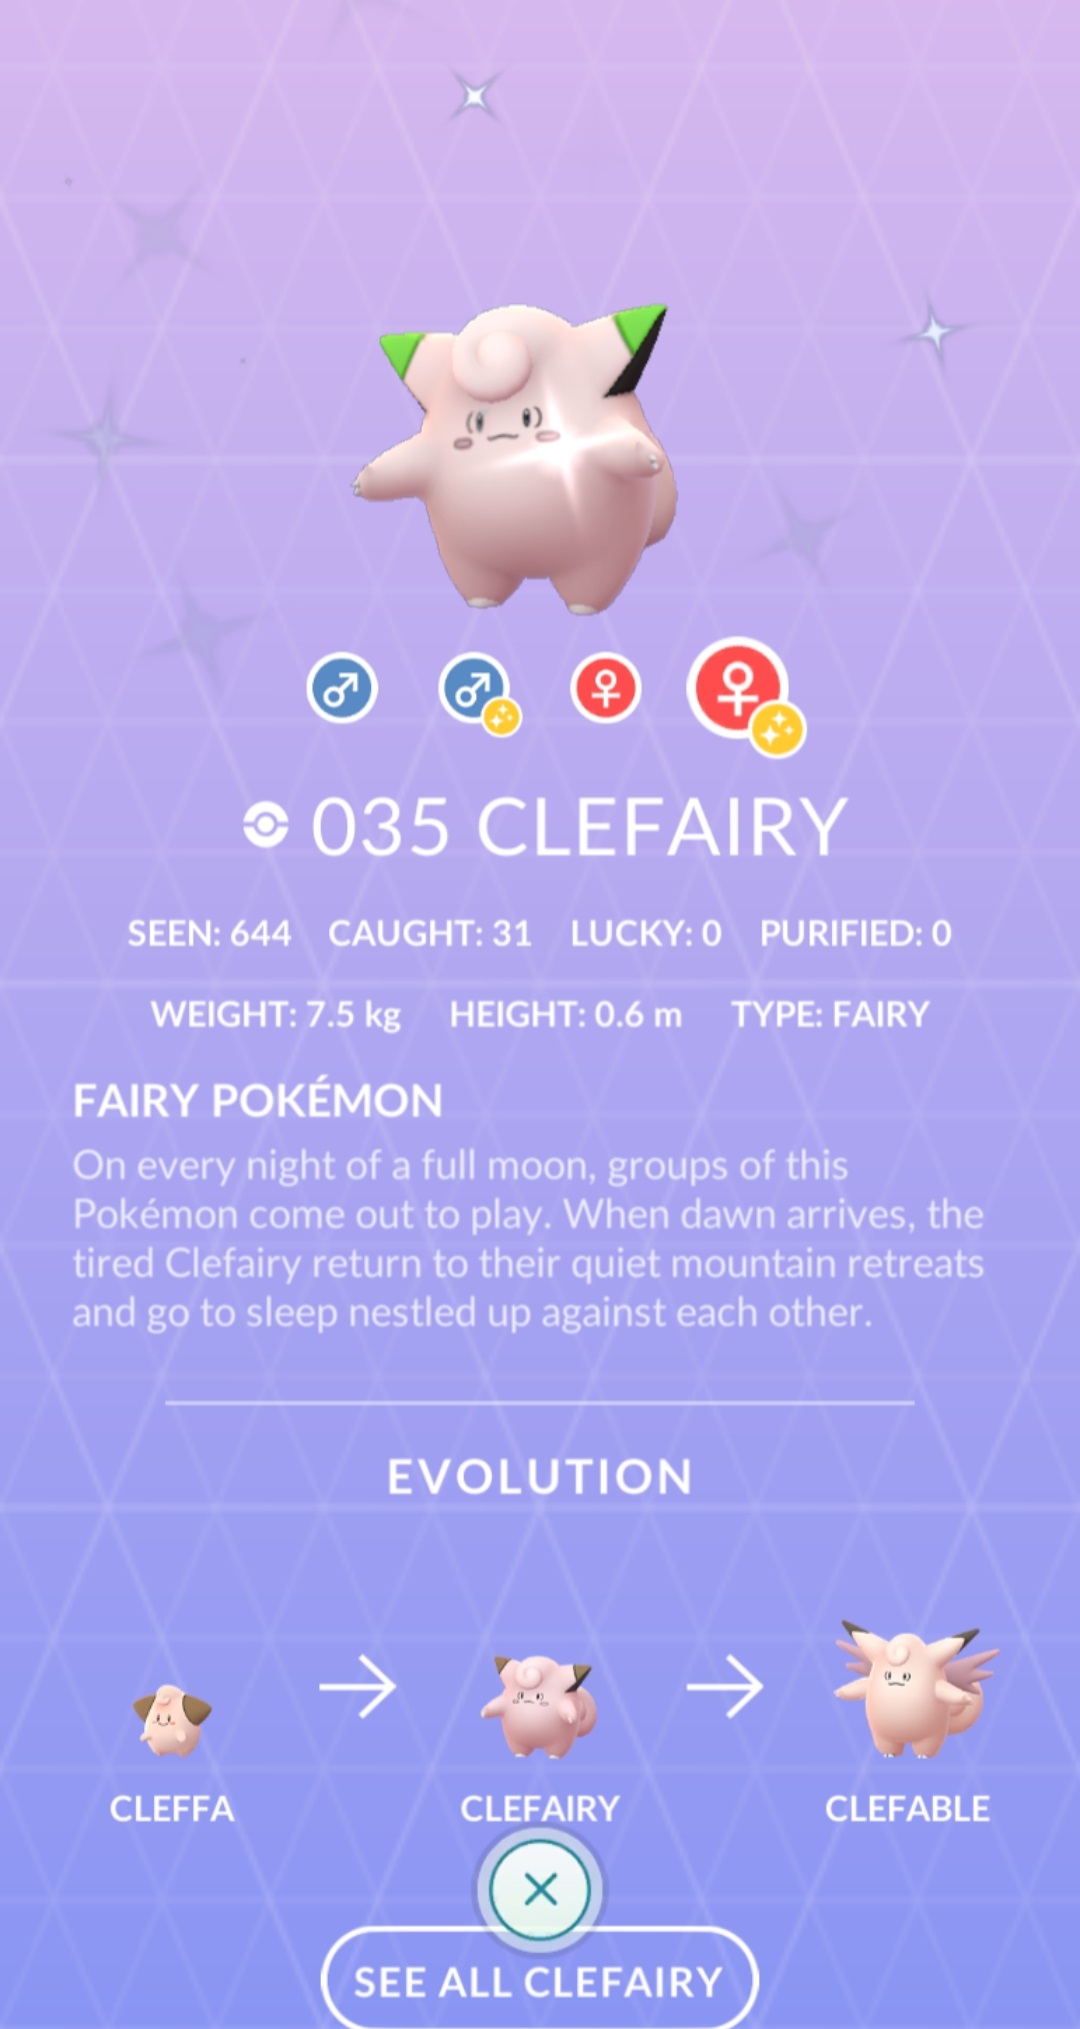 035 CLEFAIRY
SEEN: 644 CAUGHT: 31 LUCKY: 0 PURIFIED: 0
WEIGHT: 7.5 kg HEIGHT: 0.6 m TYPE: FAIRY
FAIRY POKÉMON
On every night of a full moon, groups of this
Pokémon come out to play. When dawn arrives, the
tired Clefairy return to their quiet mountain retreats
and go to sleep nestled up against each other.
EVOLUTION
CLEFFA CLEFAIRY CLEFABLE
SEE ALL CLEFAIRY